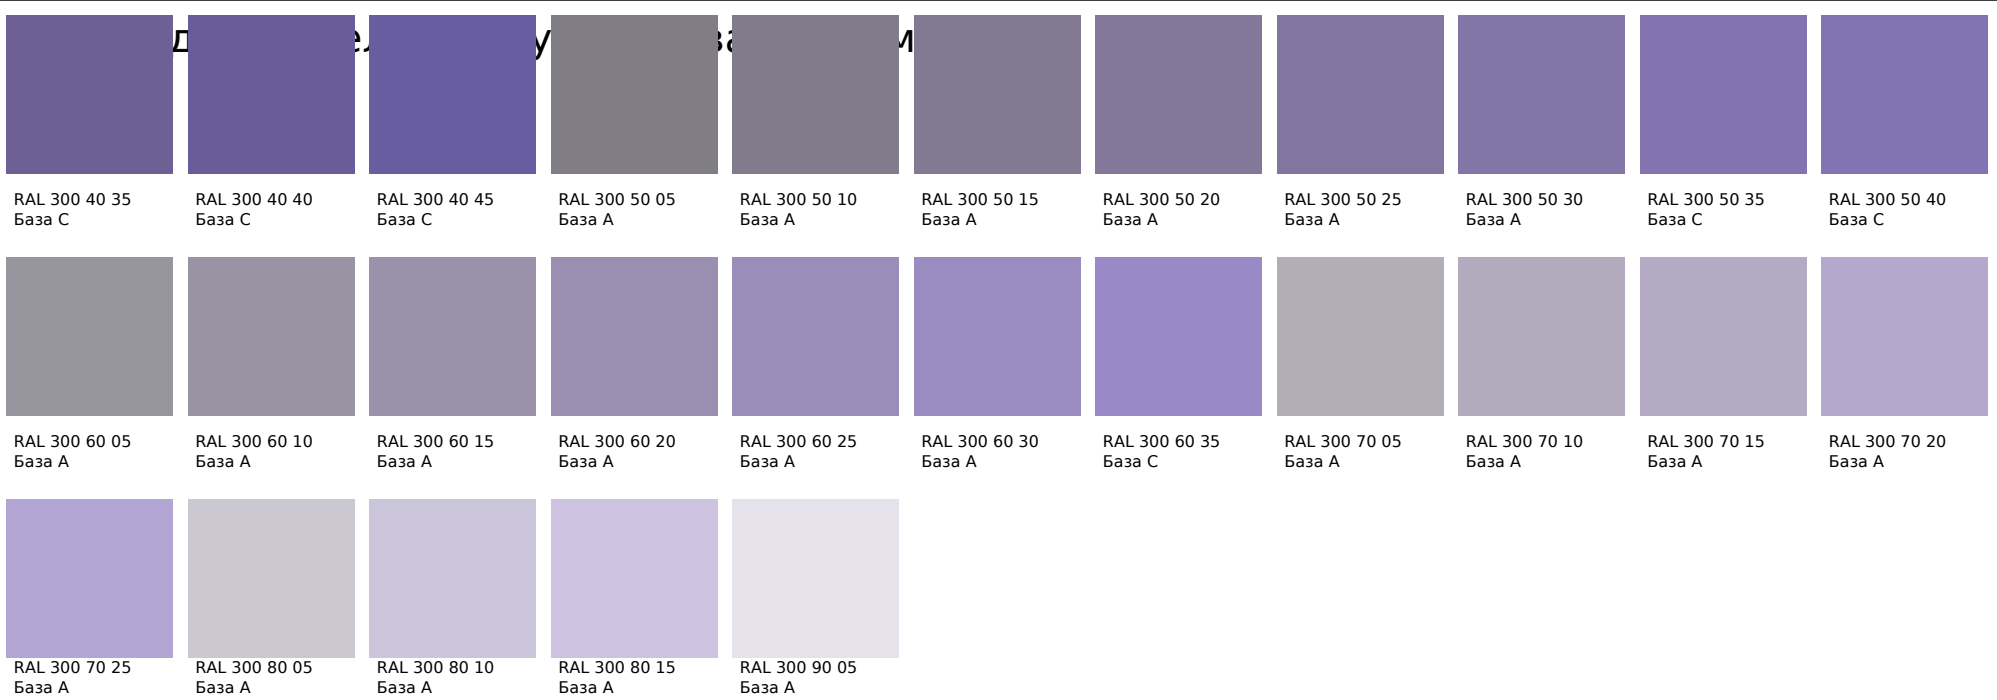 RAL 300 40 35
База С
RAL 300 40 40
База С
RAL 300 40 45
База С
RAL 300 50 05
База А
RAL 300 50 10
База А
RAL 300 50 15
База А
RAL 300 50 20
База А
RAL 300 50 25
База А
RAL 300 50 30
База А
RAL 300 50 35
База С
RAL 300 50 40
База С
RAL 300 60 05
База А
RAL 300 60 10
База А
RAL 300 60 15
База А
RAL 300 60 20
База А
RAL 300 60 25
База А
RAL 300 60 30
База А
RAL 300 60 35
База С
RAL 300 70 05
База А
RAL 300 70 10
База А
RAL 300 70 15
База А
RAL 300 70 20
База А
RAL 300 70 25
База А
RAL 300 80 05
База А
RAL 300 80 10
База А
RAL 300 80 15
База А
RAL 300 90 05
База А